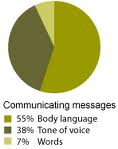 Communicating messages
55% Body language
38% Tone of voice
7% Words